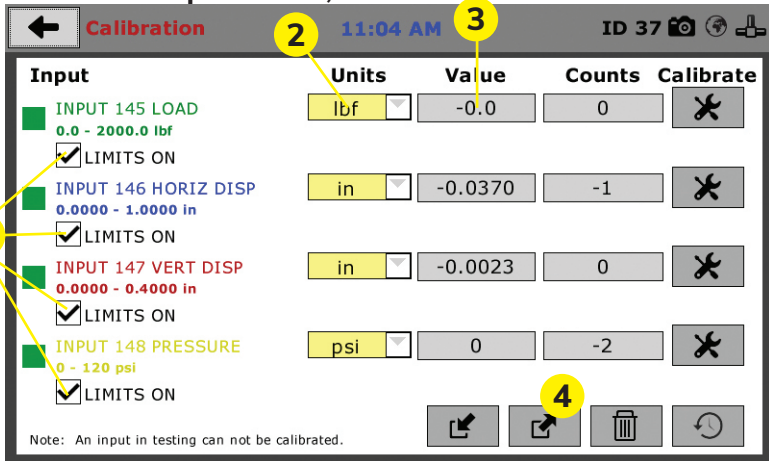 Calibration 2 11:04 AM 3 ID 37
Input Units Value Counts Calibrate
INPUT 145 LOAD lbf -0.0 0
0.0 - 2000.0 lbf
LIMITS ON
INPUT 146 HORIZ DISP in -0.0370 -1
0.0000 - 1.0000 in
LIMITS ON
INPUT 147 VERT DISP in -0.0023 0
0.0000 - 0.4000 in
LIMITS ON
INPUT 148 PRESSURE psi 0 -2
0 - 120 psi
LIMITS ON
4
Note: An input in testing can not be calibrated.